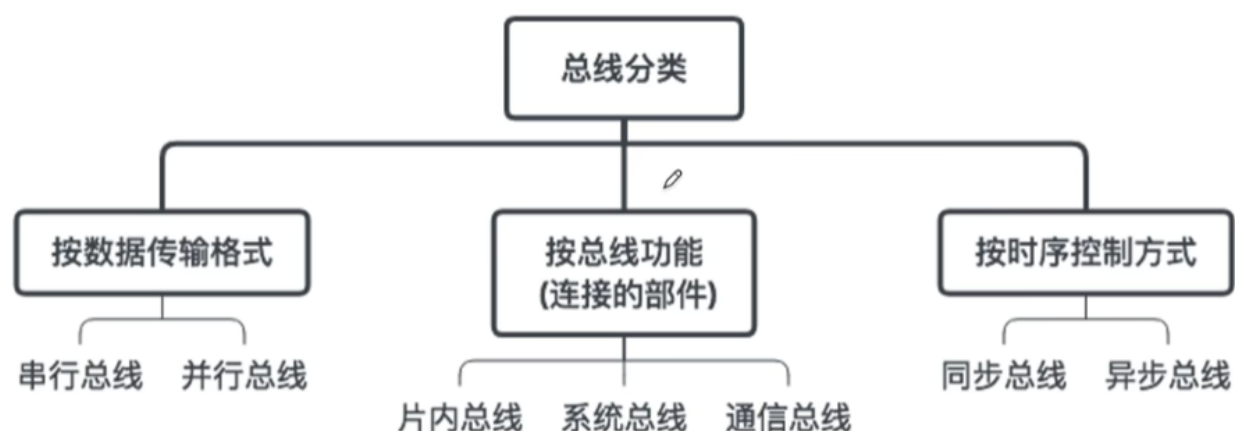 总线分类
按数据传输格式
按总线功能
(连接的部件)
按时序控制方式
串行总线
并行总线
片内总线
系统总线
通信总线
同步总线
异步总线